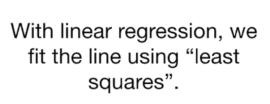 With linear regression, we
fit the line using “least
squares”.